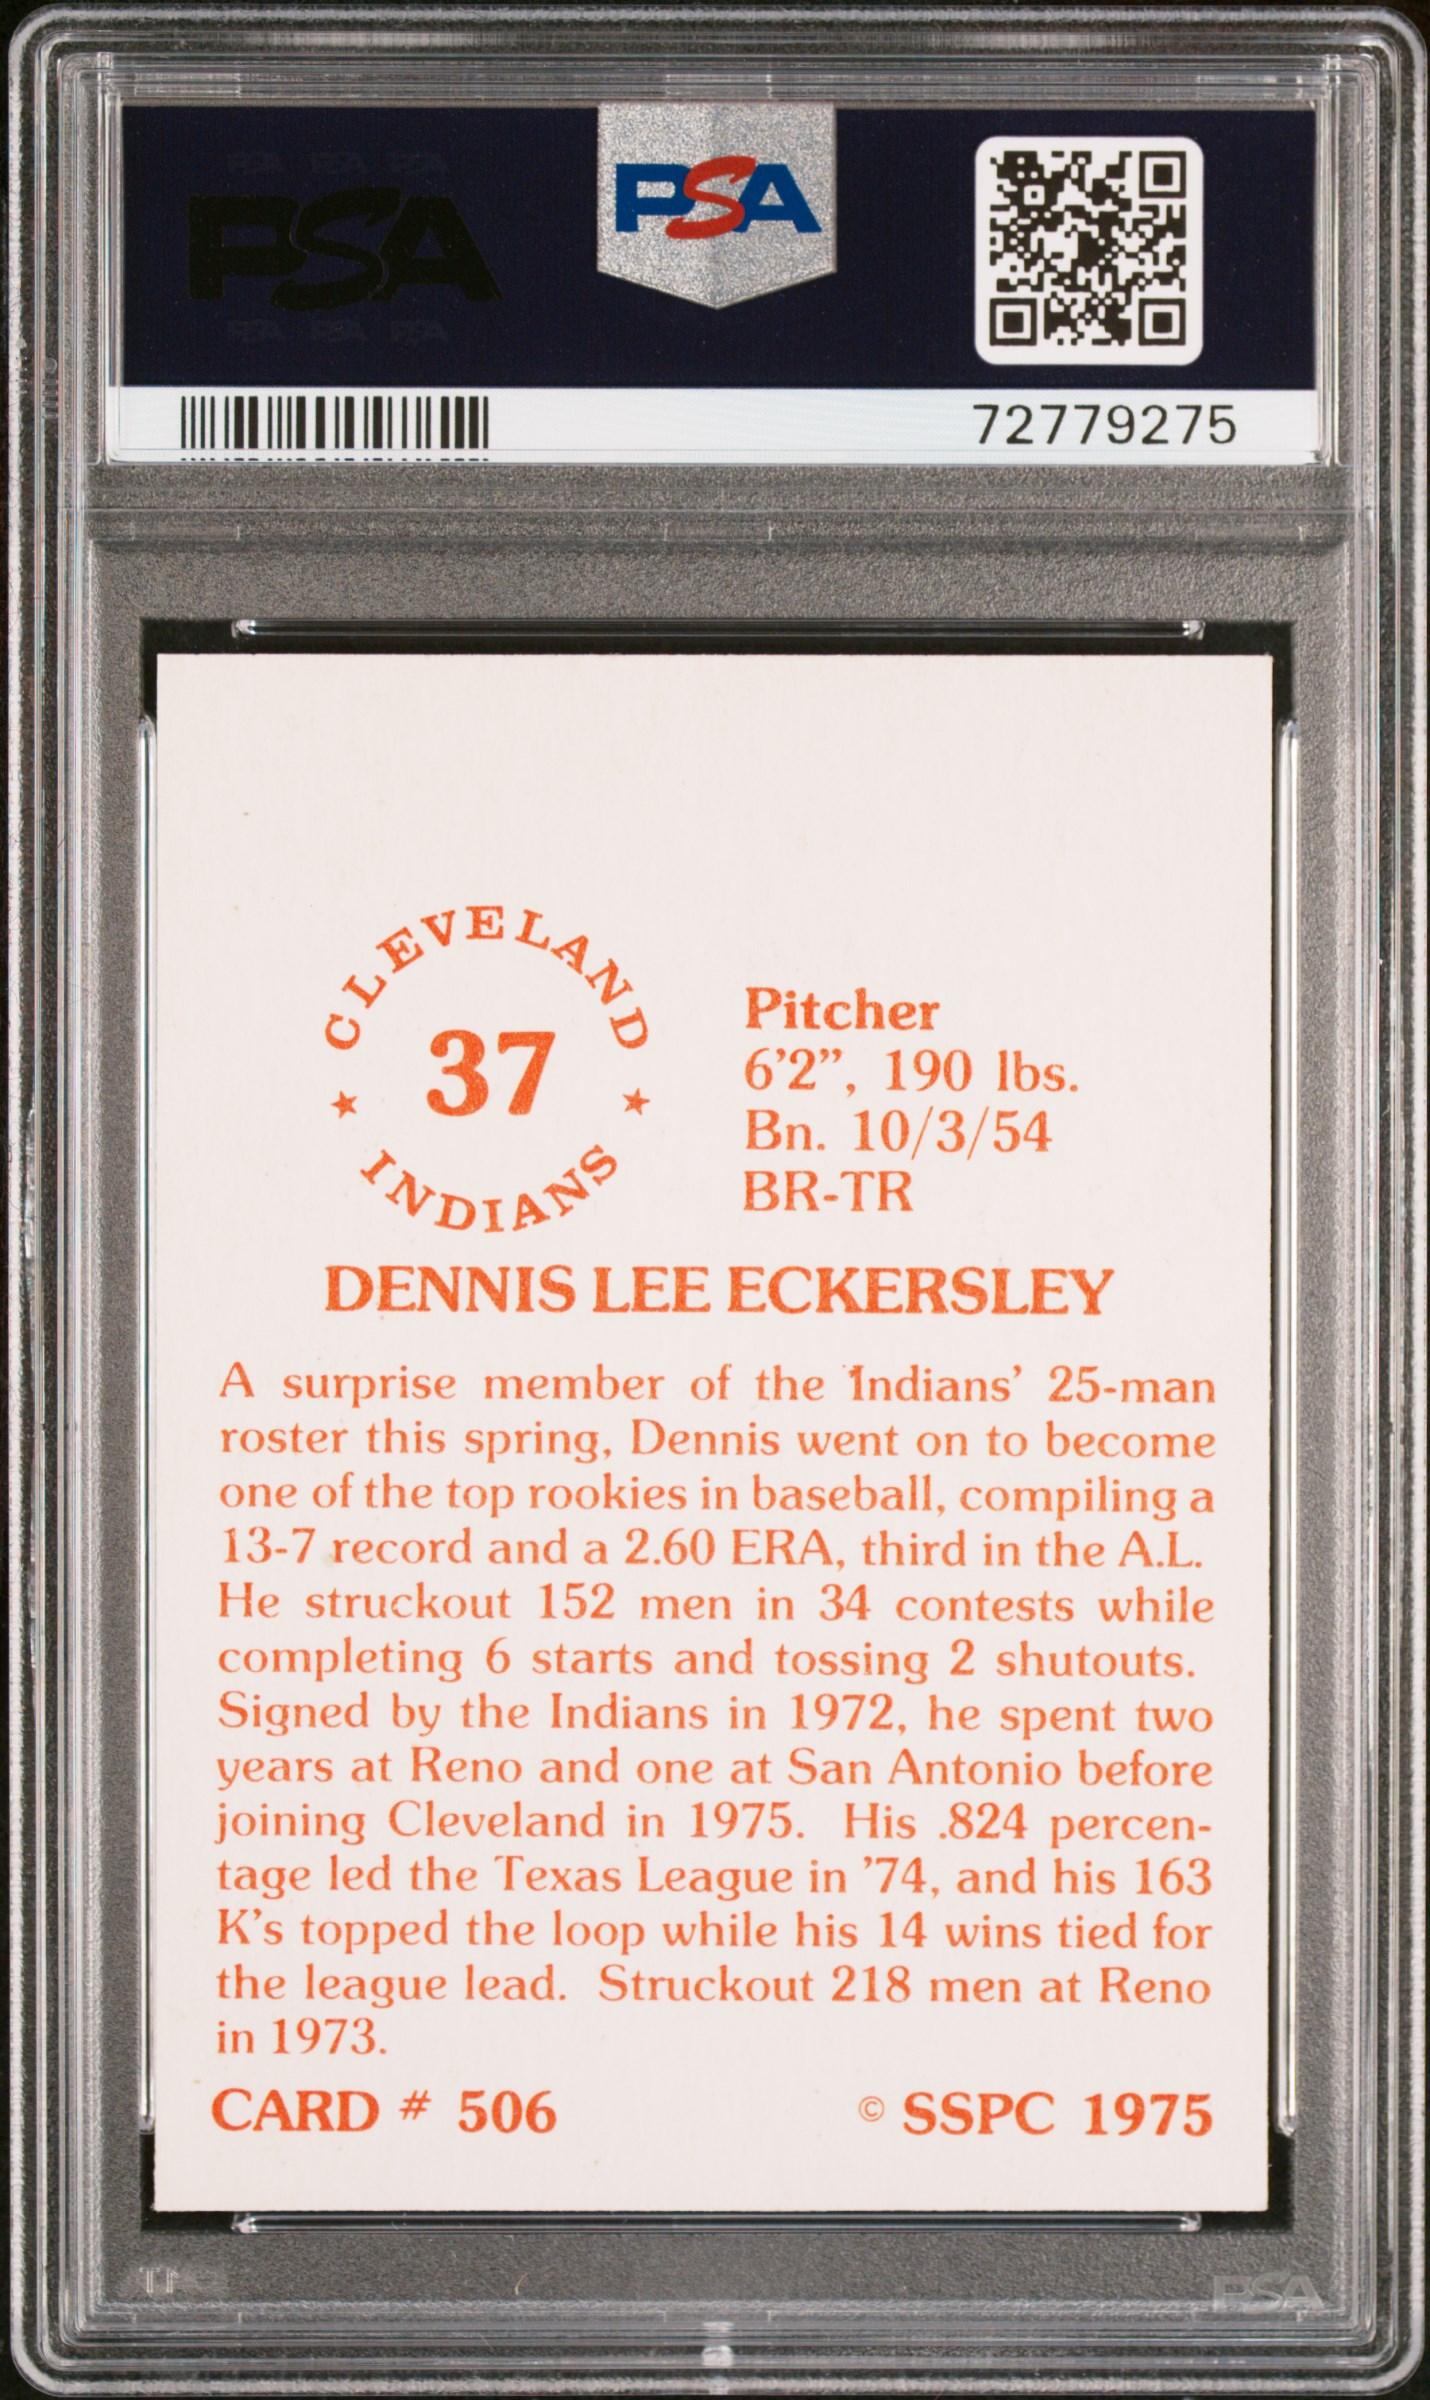 PSA PSA PSA
PSA
PSA PSA PSA
PSA
72779275
CLEVELAND
37
INDIANS
Pitcher
6'2”, 190 lbs.
Bn. 10/3/54
BR-TR
DENNIS LEE ECKERSLEY
A surprise member of the Indians' 25-man
roster this spring, Dennis went on to become
one of the top rookies in baseball, compiling a
13-7 record and a 2.60 ERA, third in the A.L.
He struckout 152 men in 34 contests while
completing 6 starts and tossing 2 shutouts.
Signed by the Indians in 1972, he spent two
years at Reno and one at San Antonio before
joining Cleveland in 1975. His .824 percen-
tage led the Texas League in '74, and his 163
K's topped the loop while his 14 wins tied for
the league lead. Struckout 218 men at Reno
in 1973.
CARD # 506
© SSPC 1975
PSA